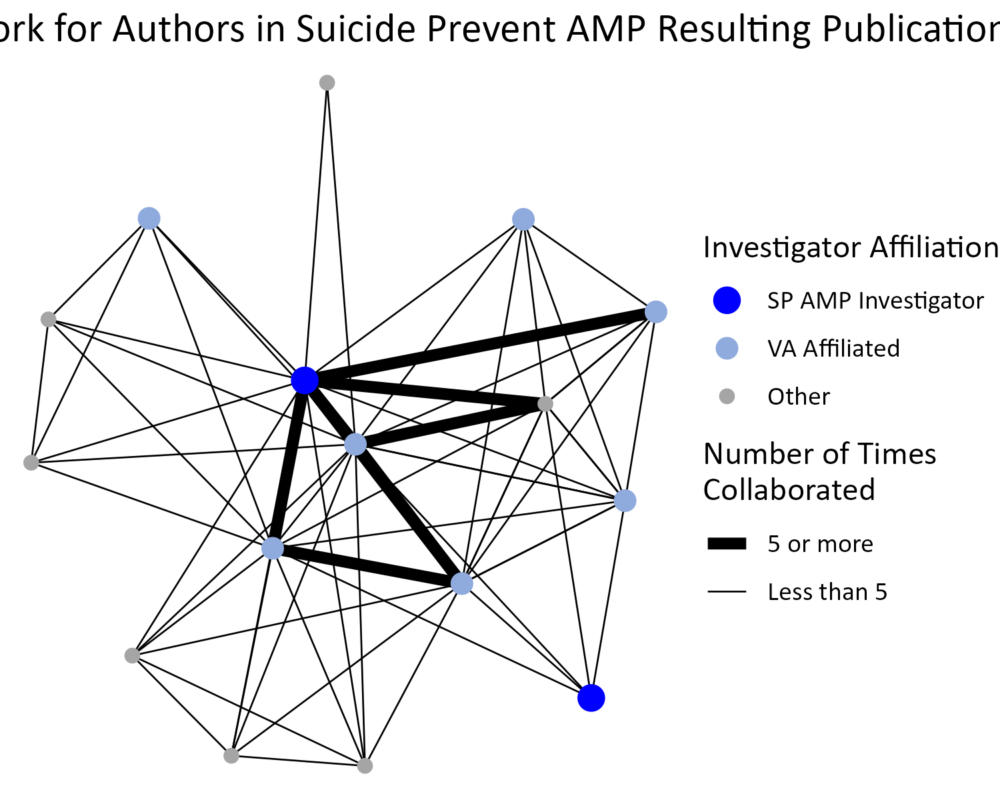 ork for Authors in Suicide Prevent AMP Resulting Publication
Investigator Affiliation
SP AMP Investigator
VA Affiliated
Other
Number of Times
Collaborated
5 or more
Less than 5